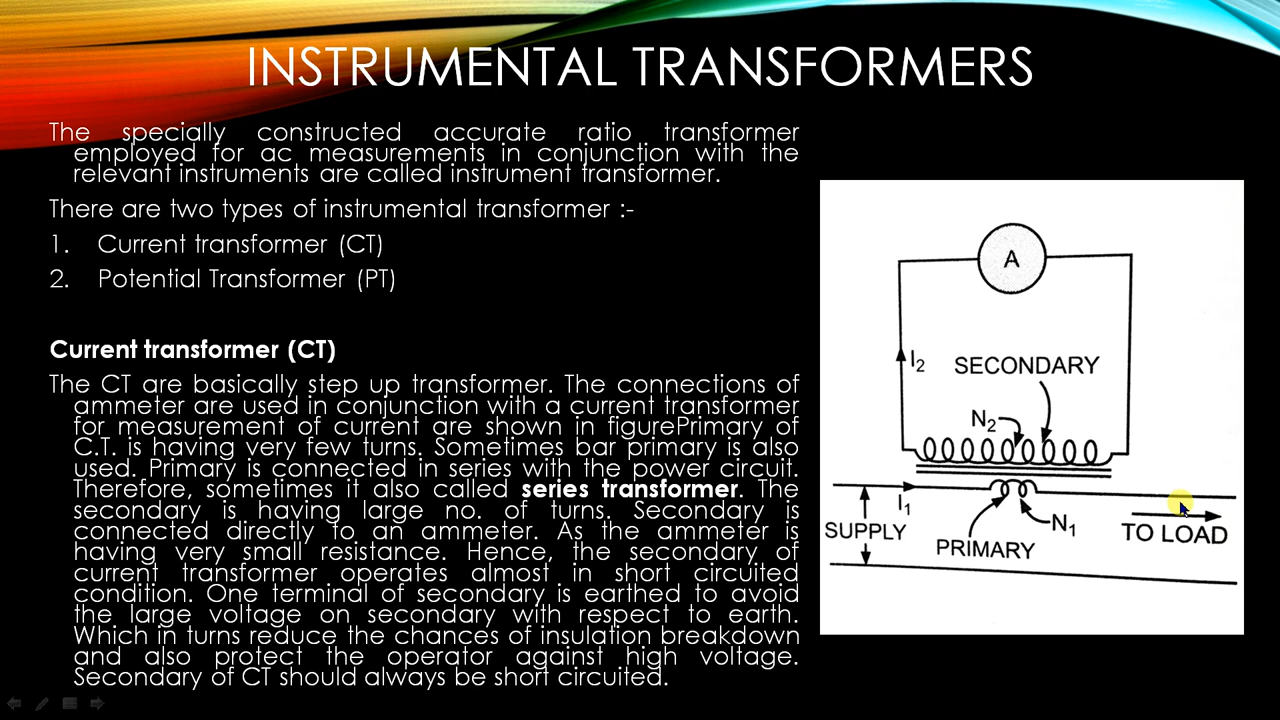 INSTRUMENTAL TRANSFORMERS
The specially constructed accurate ratio transformer
employed for ac measurements in conjunction with the
relevant instruments are called instrument transformer.
There are two types of instrumental transformer :-
1. Current transformer (CT)
2. Potential Transformer (PT)
Current transformer (CT)
The CT are basically step up transformer. The connections of
ammeter are used in conjunction with a current transformer
for measurement of current are shown in figurePrimary of
C.T. is having very few turns. Sometimes bar primary is also
used. Primary is connected in series with the power circuit.
Therefore, sometimes it also called series transformer. The
secondary is having large no. of turns. Secondary is
connected directly to an ammeter. As the ammeter is
having very small resistance. Hence, the secondary of
current transformer operates almost in short circuited
condition. One terminal of secondary is earthed to avoid
the large voltage on secondary with respect to earth.
Which in turns reduce the chances of insulation breakdown
and also protect the operator against high voltage.
Secondary of CT should always be short circuited.
A
I₂
SECONDARY
N₂
I₁
SUPPLY
PRIMARY
N₁
TO LOAD